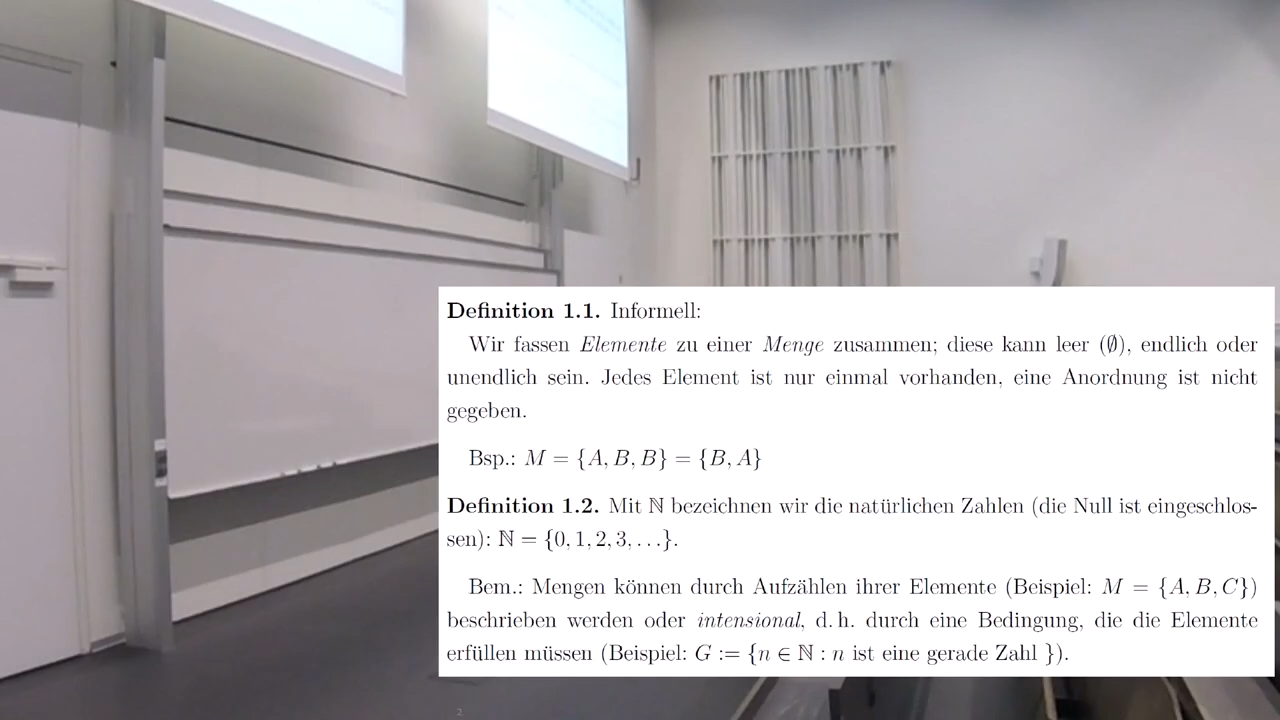 Definition 1.1. Informell:
Wir fassen Elemente zu einer Menge zusammen; diese kann leer (∅), endlich oder
unendlich sein. Jedes Element ist nur einmal vorhanden, eine Anordnung ist nicht
gegeben.
Bsp.: M = {A, B, B} = {B, A}
Definition 1.2. Mit ℕ bezeichnen wir die natürlichen Zahlen (die Null ist eingeschlos-
sen): ℕ = {0, 1, 2, 3, . . .}.
Bem.: Mengen können durch Aufzählen ihrer Elemente (Beispiel: M = {A, B, C})
beschrieben werden oder intensional, d. h. durch eine Bedingung, die die Elemente
erfüllen müssen (Beispiel: G := {n ∈ ℕ : n ist eine gerade Zahl }).
2